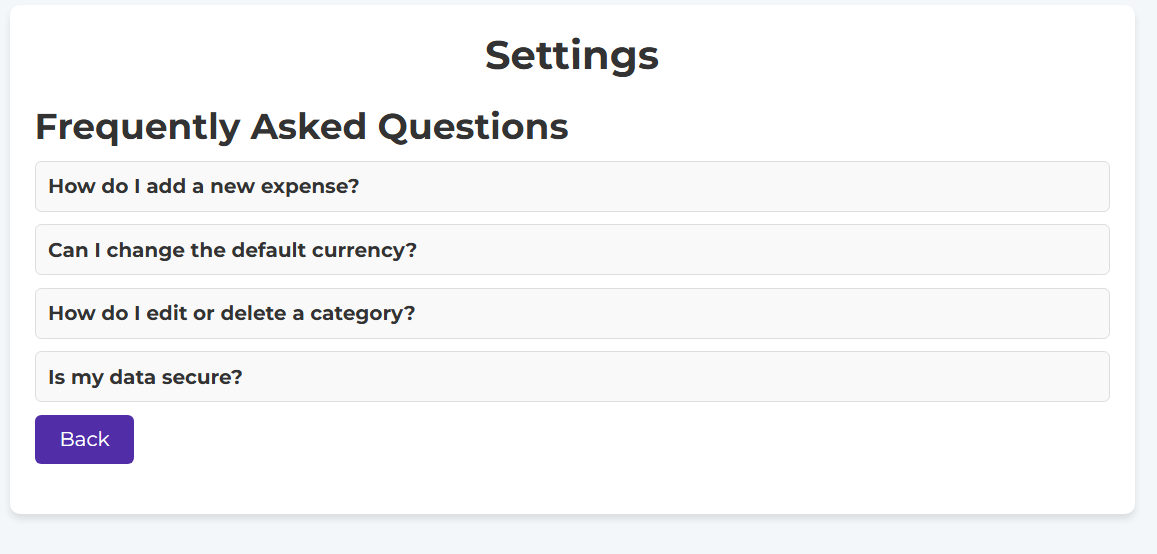 Settings
Frequently Asked Questions
How do I add a new expense?
Can I change the default currency?
How do I edit or delete a category?
Is my data secure?
Back